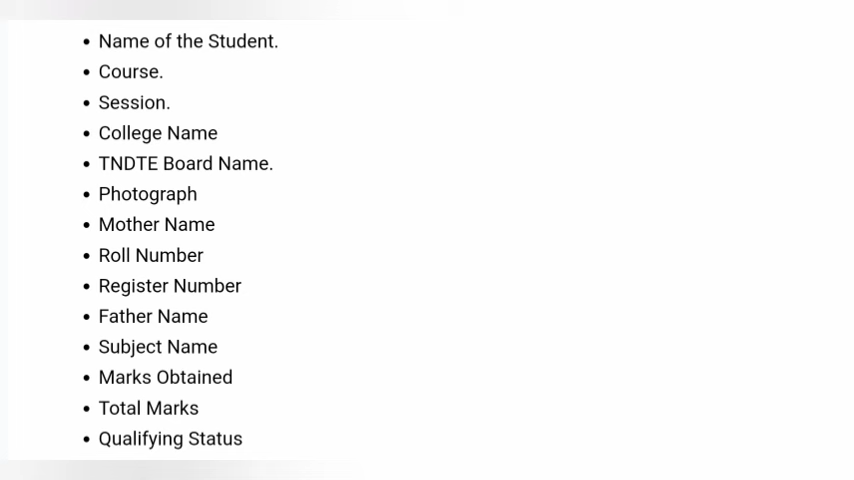 • Name of the Student.
• Course.
• Session.
• College Name
• TNDTE Board Name.
• Photograph
• Mother Name
• Roll Number
• Register Number
• Father Name
• Subject Name
• Marks Obtained
• Total Marks
• Qualifying Status